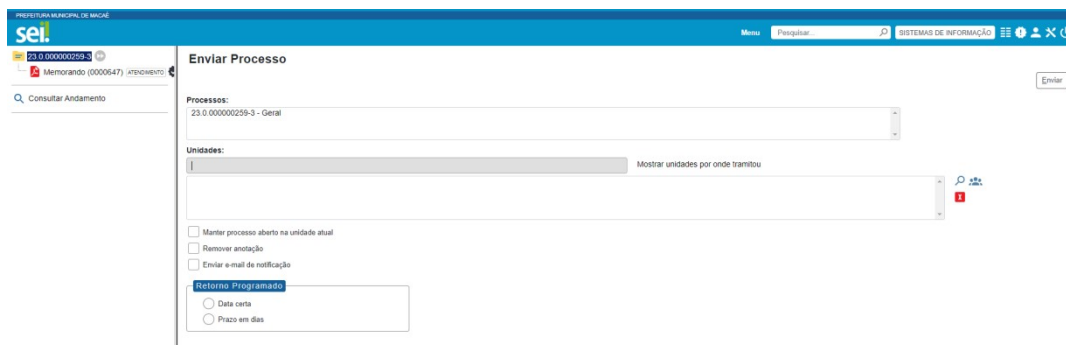 PREFEITURA MUNICIPAL DE MACAÉ
sei!
Menu Pesquisar... SISTEMAS DE INFORMAÇÃO
23.0.000000259-3
Memorando (0000647) ATENDIMENTO
Consultar Andamento
Enviar Processo
Enviar
Processos:
23.0.000000259-3 - Geral
Unidades:
Mostrar unidades por onde tramitou
Manter processo aberto na unidade atual
Remover anotação
Enviar e-mail de notificação
Retorno Programado
Data certa
Prazo em dias